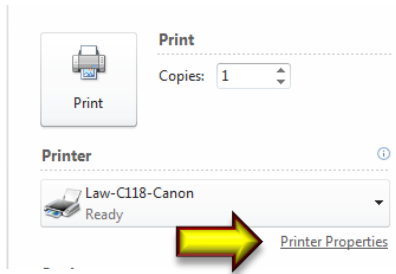 Print
Copies: 1
Print
Printer
Law-C118-Canon
Ready
Printer Properties